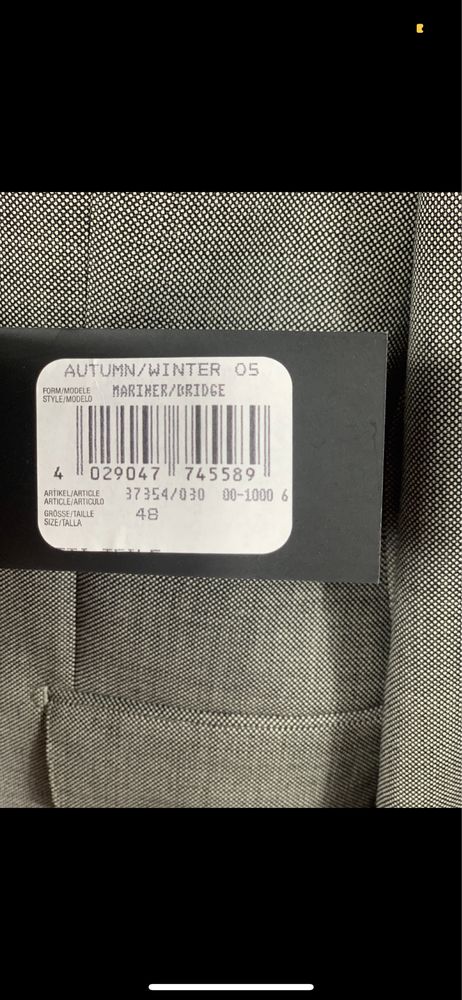 AUTUMN/WINTER 05
FORM/MODELE
STYLE/MODELO
MARINER/BRIDGE
4 029047 745589
ARTIKEL/ARTICLE
ARTICLE/ARTICULO
37354/030 00-1000 6
GRÖSSE/TAILLE
SIZE/TALLA
48